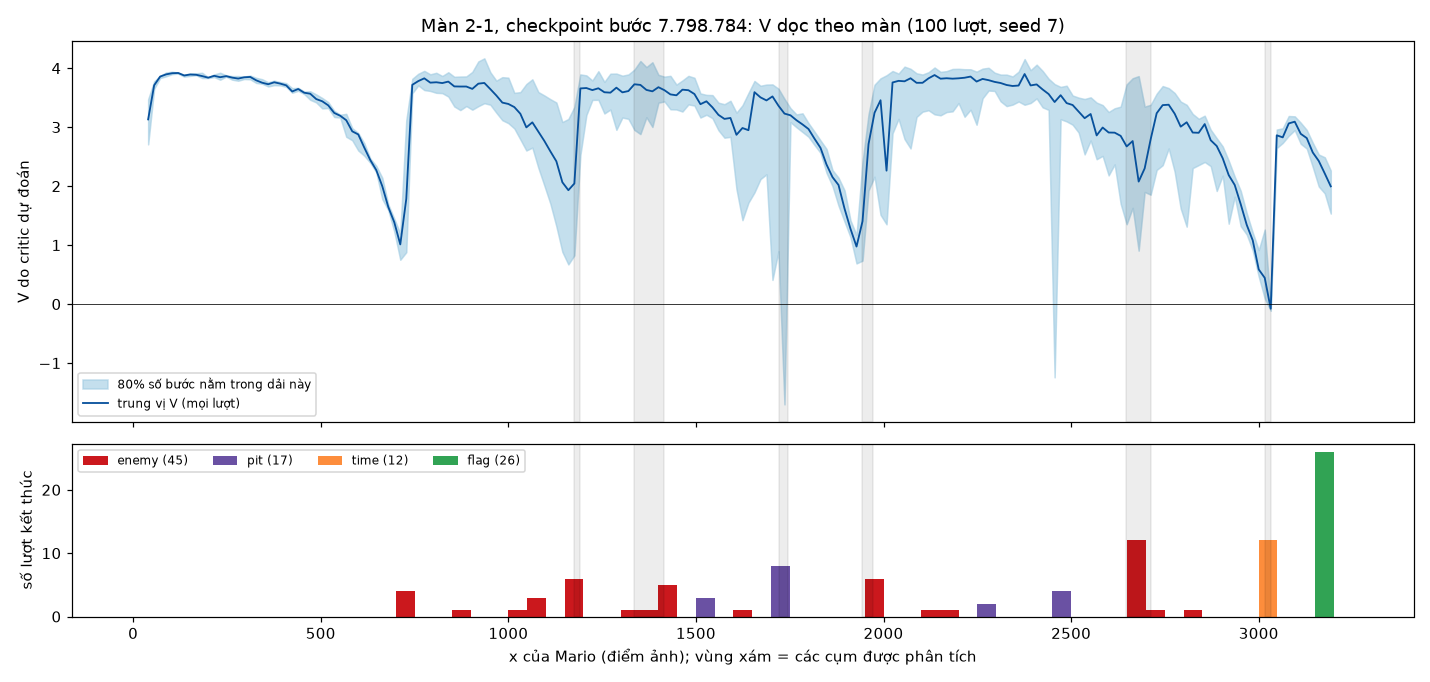 Màn 2-1, checkpoint bước 7.798.784: V dọc theo màn (100 lượt, seed 7)
V do critic dự đoán
4
3
2
1
0
−1
80% số bước nằm trong dải này
trung vị V (mọi lượt)
số lượt kết thúc
20
10
0
enemy (45)
pit (17)
time (12)
flag (26)
0
500
1000
1500
2000
2500
3000
x của Mario (điểm ảnh); vùng xám = các cụm được phân tích